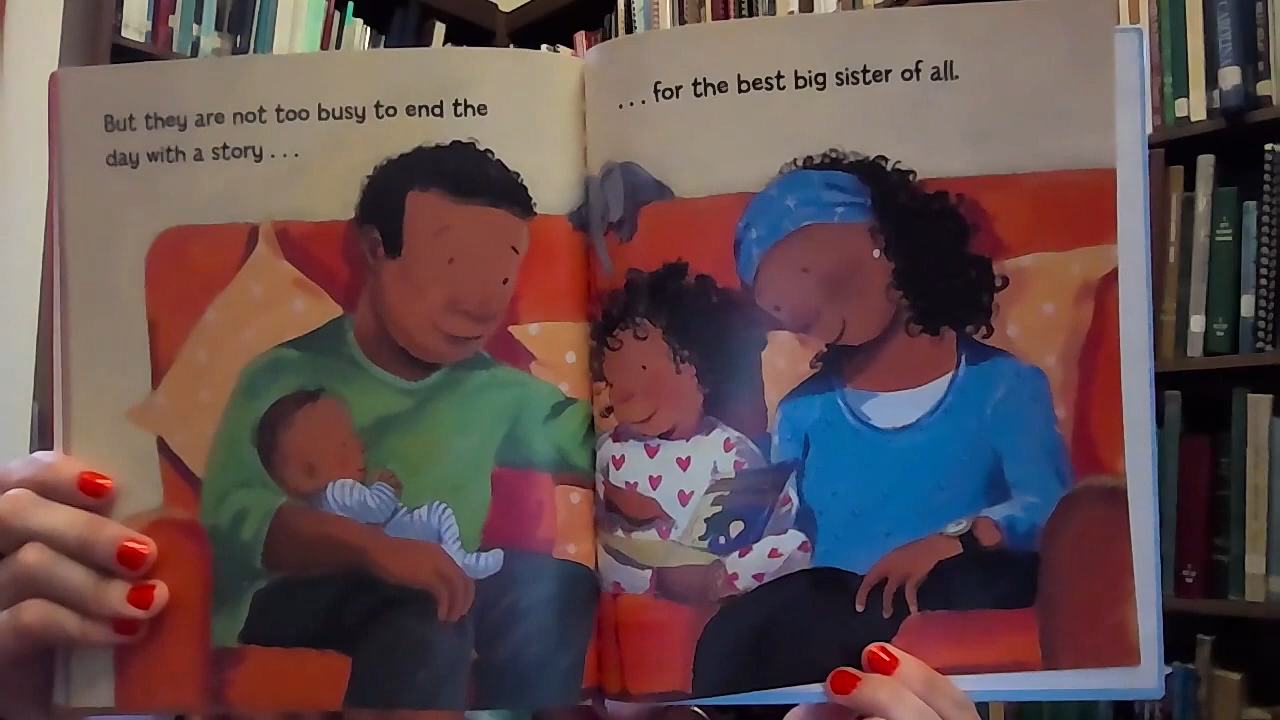 But they are not too busy to end the
day with a story . . .
. . . for the best big sister of all.